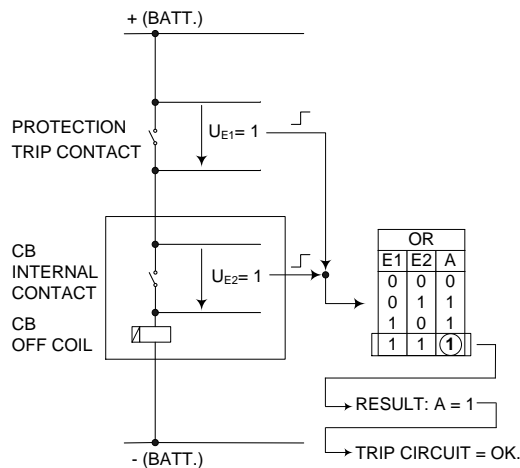 + (BATT.)
PROTECTION
TRIP CONTACT
UE1= 1
CB
INTERNAL
CONTACT
UE2= 1
CB
OFF COIL
OR
E1 E2 A
0 0 0
0 1 1
1 0 1
1 1 1
RESULT: A = 1
TRIP CIRCUIT = OK.
- (BATT.)